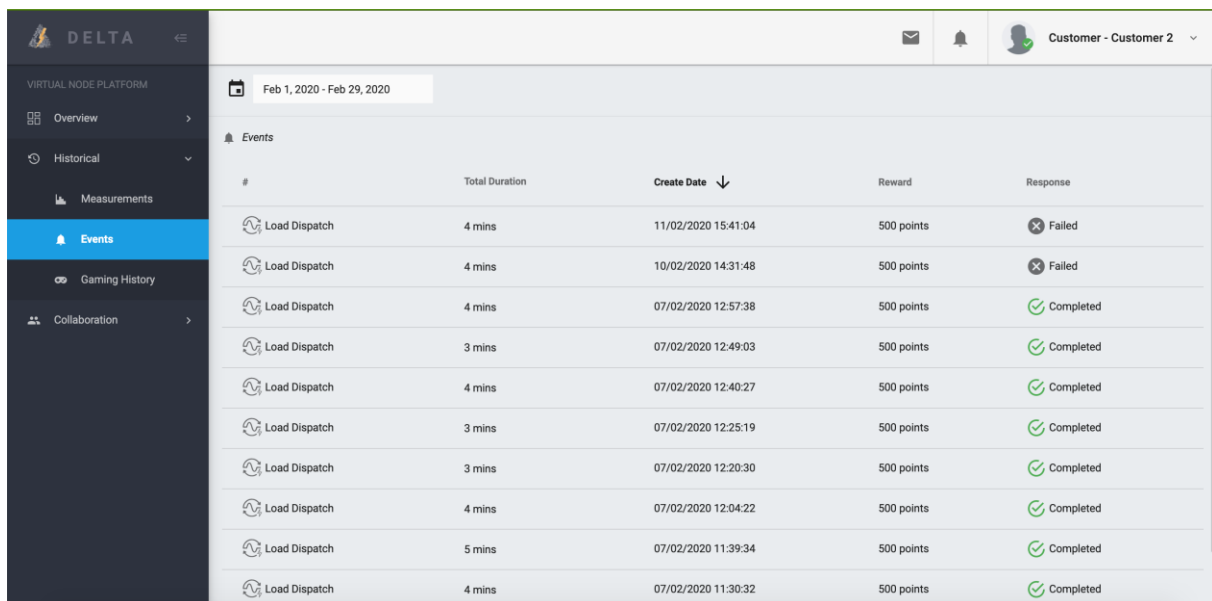 DELTA
Customer - Customer 2
VIRTUAL NODE PLATFORM
Overview
Historical
Measurements
Events
Gaming History
Collaboration
Feb 1, 2020 - Feb 29, 2020
Events
# Total Duration Create Date Reward Response
Load Dispatch 4 mins 11/02/2020 15:41:04 500 points Failed
Load Dispatch 4 mins 10/02/2020 14:31:48 500 points Failed
Load Dispatch 4 mins 07/02/2020 12:57:38 500 points Completed
Load Dispatch 3 mins 07/02/2020 12:49:03 500 points Completed
Load Dispatch 4 mins 07/02/2020 12:40:27 500 points Completed
Load Dispatch 3 mins 07/02/2020 12:25:19 500 points Completed
Load Dispatch 3 mins 07/02/2020 12:20:30 500 points Completed
Load Dispatch 4 mins 07/02/2020 12:04:22 500 points Completed
Load Dispatch 5 mins 07/02/2020 11:39:34 500 points Completed
Load Dispatch 4 mins 07/02/2020 11:30:32 500 points Completed